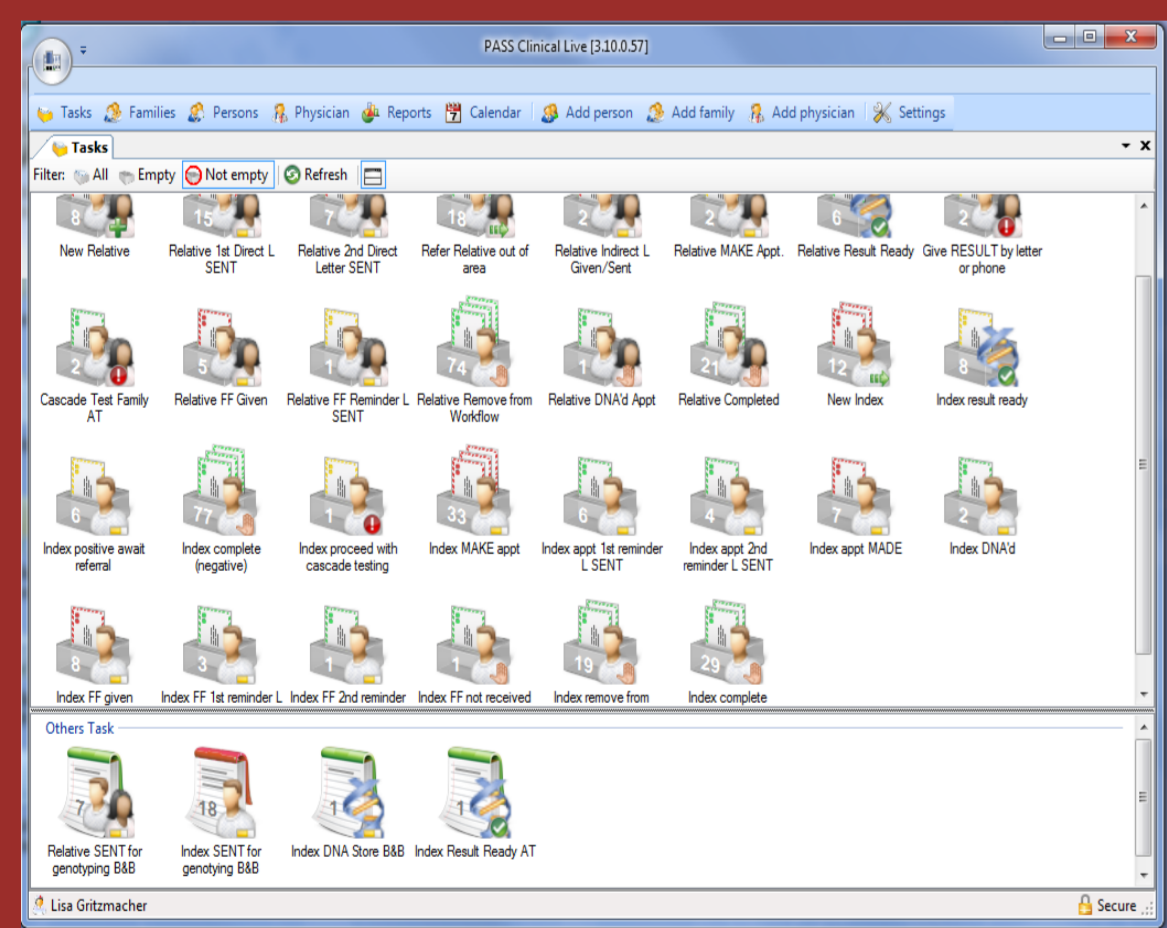 PASS Clinical Live [3.10.0.57]
Tasks Families Persons Physician Reports 7 Calendar Add person Add family Add physician Settings
Tasks
Filter: All Empty Not empty Refresh
8 15 7 18 2 2 6 2
New Relative Relative 1st Direct L Relative 2nd Direct Refer Relative out of Relative Indirect L Relative MAKE Appt. Relative Result Ready Give RESULT by letter
SENT Letter SENT area Given/Sent or phone
2 5 1 74 1 21 12 8
Cascade Test Family Relative FF Given Relative FF Reminder L Relative Remove from Relative DNA'd Appt Relative Completed New Index Index result ready
AT SENT Workflow
6 77 1 33 6 4 7 2
Index positive await Index complete Index proceed with Index MAKE appt Index appt 1st reminder Index appt 2nd Index appt MADE Index DNA'd
referral (negative) cascade testing L SENT reminder L SENT
8 3 1 1 19 29
Index FF given Index FF 1st reminder L Index FF 2nd reminder Index FF not received Index remove from Index complete
Others Task
7 18 1 1
Relative SENT for Index SENT for Index DNA Store B&B Index Result Ready AT
genotyping B&B genotying B&B
Lisa Gritzmacher Secure